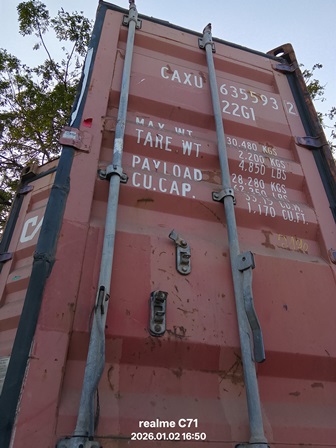 CAXU 635593 2
22G1
MAX.WT. 30.480 KGS
TARE.WT. 2.200 KGS
4.850 LBS
PAYLOAD 28.280 KGS
CU.CAP.
1.170 CU.FT.
realme C71
2026.01.02 16:50